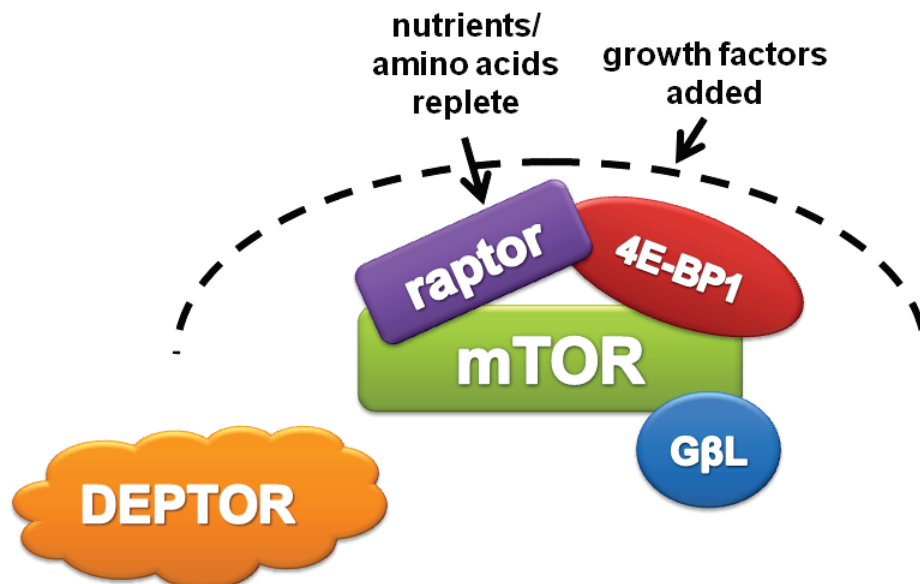 nutrients/
amino acids
replete
growth factors
added
raptor
4E-BP1
mTOR
GβL
DEPTOR